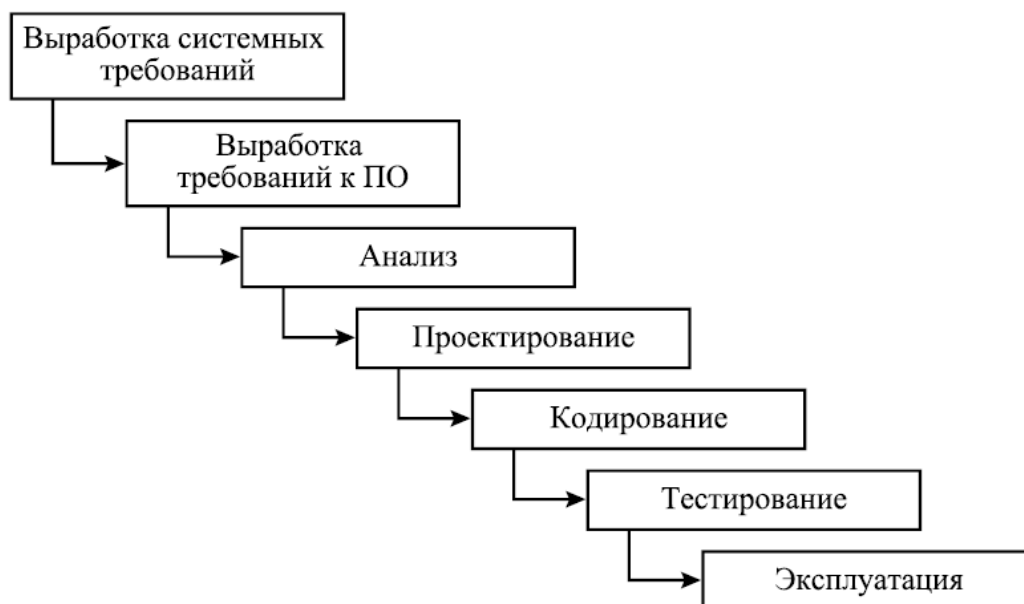 Выработка системных
требований
Выработка
требований к ПО
Анализ
Проектирование
Кодирование
Тестирование
Эксплуатация